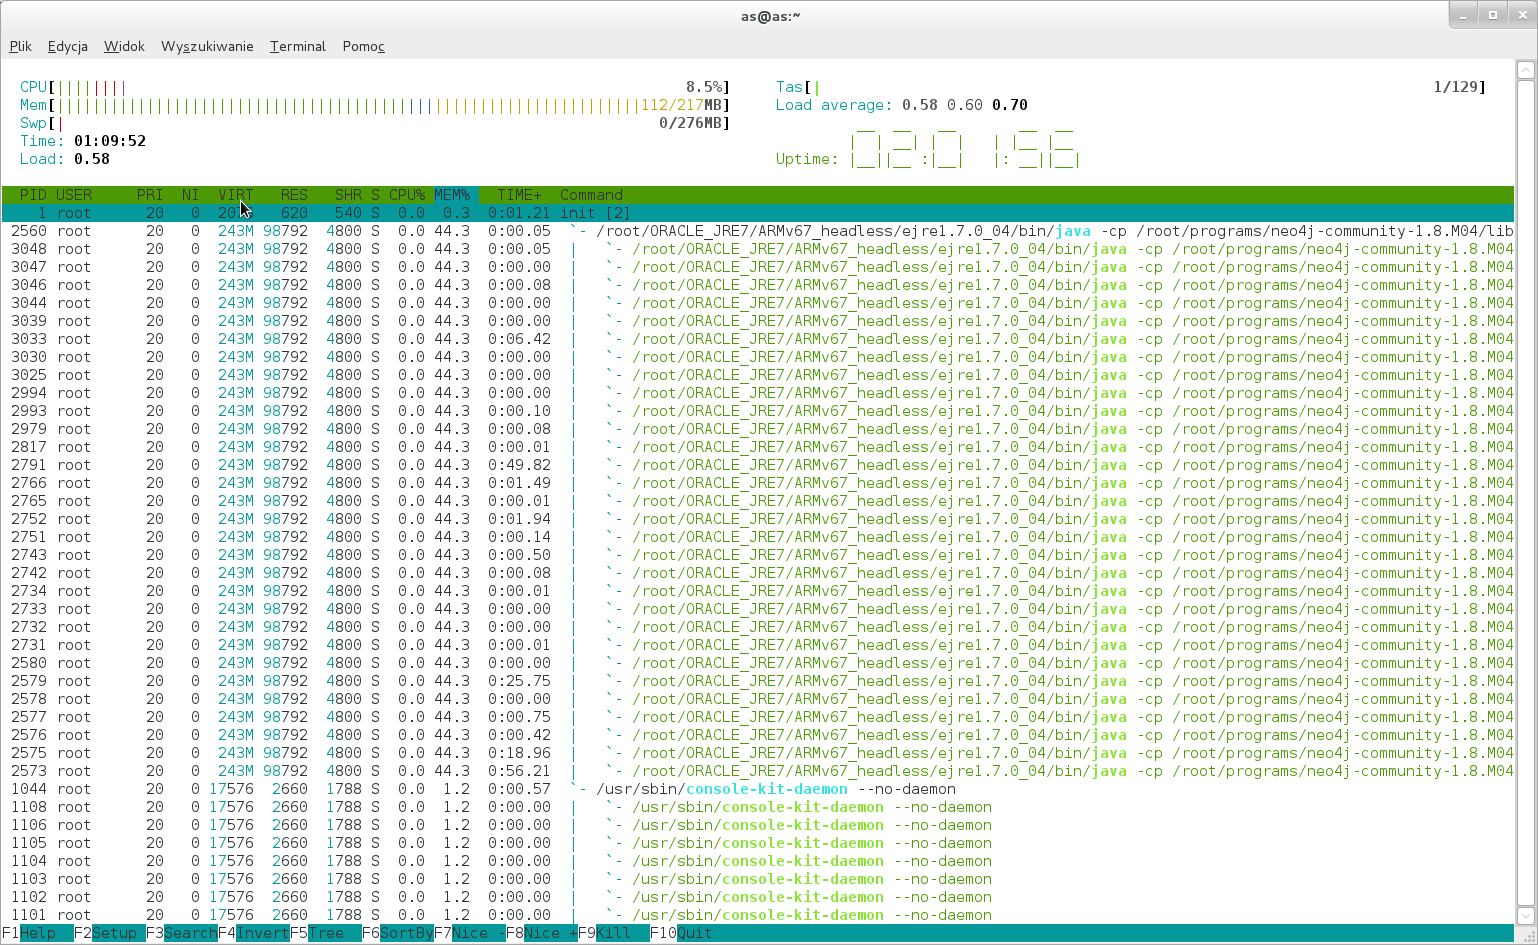 as@as:~
Plik Edycja Widok Wyszukiwanie Terminal Pomoc
CPU[|||||||| 8.5%] Tas[| 1/129]
Mem[||||||||||||||||||||||||||||||||||||||||||||||||||||||||||||||||112/217MB] Load average: 0.58 0.60 0.70
Swp[| 0/276MB]
Time: 01:09:52
Load: 0.58 Uptime: 02:01:56
PID USER PRI NI VIRT RES SHR S CPU% MEM% TIME+ Command
1 root 20 0 620 540 S 0.0 0.3 0:01.21 init [2]
2560 root 20 0 243M 98792 4800 S 0.0 44.3 0:00.05 `- /root/ORACLE_JRE7/ARMv67_headless/ejre1.7.0_04/bin/java -cp /root/programs/neo4j-community-1.8.M04/lib
3048 root 20 0 243M 98792 4800 S 0.0 44.3 0:00.05 | `- /root/ORACLE_JRE7/ARMv67_headless/ejre1.7.0_04/bin/java -cp /root/programs/neo4j-community-1.8.M04
3047 root 20 0 243M 98792 4800 S 0.0 44.3 0:00.00 | `- /root/ORACLE_JRE7/ARMv67_headless/ejre1.7.0_04/bin/java -cp /root/programs/neo4j-community-1.8.M04
3046 root 20 0 243M 98792 4800 S 0.0 44.3 0:00.08 | `- /root/ORACLE_JRE7/ARMv67_headless/ejre1.7.0_04/bin/java -cp /root/programs/neo4j-community-1.8.M04
3044 root 20 0 243M 98792 4800 S 0.0 44.3 0:00.00 | `- /root/ORACLE_JRE7/ARMv67_headless/ejre1.7.0_04/bin/java -cp /root/programs/neo4j-community-1.8.M04
3039 root 20 0 243M 98792 4800 S 0.0 44.3 0:00.00 | `- /root/ORACLE_JRE7/ARMv67_headless/ejre1.7.0_04/bin/java -cp /root/programs/neo4j-community-1.8.M04
3033 root 20 0 243M 98792 4800 S 0.0 44.3 0:06.42 | `- /root/ORACLE_JRE7/ARMv67_headless/ejre1.7.0_04/bin/java -cp /root/programs/neo4j-community-1.8.M04
3030 root 20 0 243M 98792 4800 S 0.0 44.3 0:00.00 | `- /root/ORACLE_JRE7/ARMv67_headless/ejre1.7.0_04/bin/java -cp /root/programs/neo4j-community-1.8.M04
3025 root 20 0 243M 98792 4800 S 0.0 44.3 0:00.00 | `- /root/ORACLE_JRE7/ARMv67_headless/ejre1.7.0_04/bin/java -cp /root/programs/neo4j-community-1.8.M04
2994 root 20 0 243M 98792 4800 S 0.0 44.3 0:00.00 | `- /root/ORACLE_JRE7/ARMv67_headless/ejre1.7.0_04/bin/java -cp /root/programs/neo4j-community-1.8.M04
2993 root 20 0 243M 98792 4800 S 0.0 44.3 0:00.10 | `- /root/ORACLE_JRE7/ARMv67_headless/ejre1.7.0_04/bin/java -cp /root/programs/neo4j-community-1.8.M04
2979 root 20 0 243M 98792 4800 S 0.0 44.3 0:00.08 | `- /root/ORACLE_JRE7/ARMv67_headless/ejre1.7.0_04/bin/java -cp /root/programs/neo4j-community-1.8.M04
2817 root 20 0 243M 98792 4800 S 0.0 44.3 0:00.01 | `- /root/ORACLE_JRE7/ARMv67_headless/ejre1.7.0_04/bin/java -cp /root/programs/neo4j-community-1.8.M04
2791 root 20 0 243M 98792 4800 S 0.0 44.3 0:49.82 | `- /root/ORACLE_JRE7/ARMv67_headless/ejre1.7.0_04/bin/java -cp /root/programs/neo4j-community-1.8.M04
2766 root 20 0 243M 98792 4800 S 0.0 44.3 0:01.49 | `- /root/ORACLE_JRE7/ARMv67_headless/ejre1.7.0_04/bin/java -cp /root/programs/neo4j-community-1.8.M04
2765 root 20 0 243M 98792 4800 S 0.0 44.3 0:00.01 | `- /root/ORACLE_JRE7/ARMv67_headless/ejre1.7.0_04/bin/java -cp /root/programs/neo4j-community-1.8.M04
2752 root 20 0 243M 98792 4800 S 0.0 44.3 0:01.94 | `- /root/ORACLE_JRE7/ARMv67_headless/ejre1.7.0_04/bin/java -cp /root/programs/neo4j-community-1.8.M04
2751 root 20 0 243M 98792 4800 S 0.0 44.3 0:00.14 | `- /root/ORACLE_JRE7/ARMv67_headless/ejre1.7.0_04/bin/java -cp /root/programs/neo4j-community-1.8.M04
2743 root 20 0 243M 98792 4800 S 0.0 44.3 0:00.50 | `- /root/ORACLE_JRE7/ARMv67_headless/ejre1.7.0_04/bin/java -cp /root/programs/neo4j-community-1.8.M04
2742 root 20 0 243M 98792 4800 S 0.0 44.3 0:00.08 | `- /root/ORACLE_JRE7/ARMv67_headless/ejre1.7.0_04/bin/java -cp /root/programs/neo4j-community-1.8.M04
2734 root 20 0 243M 98792 4800 S 0.0 44.3 0:00.01 | `- /root/ORACLE_JRE7/ARMv67_headless/ejre1.7.0_04/bin/java -cp /root/programs/neo4j-community-1.8.M04
2733 root 20 0 243M 98792 4800 S 0.0 44.3 0:00.00 | `- /root/ORACLE_JRE7/ARMv67_headless/ejre1.7.0_04/bin/java -cp /root/programs/neo4j-community-1.8.M04
2732 root 20 0 243M 98792 4800 S 0.0 44.3 0:00.00 | `- /root/ORACLE_JRE7/ARMv67_headless/ejre1.7.0_04/bin/java -cp /root/programs/neo4j-community-1.8.M04
2731 root 20 0 243M 98792 4800 S 0.0 44.3 0:00.01 | `- /root/ORACLE_JRE7/ARMv67_headless/ejre1.7.0_04/bin/java -cp /root/programs/neo4j-community-1.8.M04
2580 root 20 0 243M 98792 4800 S 0.0 44.3 0:00.00 | `- /root/ORACLE_JRE7/ARMv67_headless/ejre1.7.0_04/bin/java -cp /root/programs/neo4j-community-1.8.M04
2579 root 20 0 243M 98792 4800 S 0.0 44.3 0:25.75 | `- /root/ORACLE_JRE7/ARMv67_headless/ejre1.7.0_04/bin/java -cp /root/programs/neo4j-community-1.8.M04
2578 root 20 0 243M 98792 4800 S 0.0 44.3 0:00.00 | `- /root/ORACLE_JRE7/ARMv67_headless/ejre1.7.0_04/bin/java -cp /root/programs/neo4j-community-1.8.M04
2577 root 20 0 243M 98792 4800 S 0.0 44.3 0:00.75 | `- /root/ORACLE_JRE7/ARMv67_headless/ejre1.7.0_04/bin/java -cp /root/programs/neo4j-community-1.8.M04
2576 root 20 0 243M 98792 4800 S 0.0 44.3 0:00.42 | `- /root/ORACLE_JRE7/ARMv67_headless/ejre1.7.0_04/bin/java -cp /root/programs/neo4j-community-1.8.M04
2575 root 20 0 243M 98792 4800 S 0.0 44.3 0:18.96 | `- /root/ORACLE_JRE7/ARMv67_headless/ejre1.7.0_04/bin/java -cp /root/programs/neo4j-community-1.8.M04
2573 root 20 0 243M 98792 4800 S 0.0 44.3 0:56.21 | `- /root/ORACLE_JRE7/ARMv67_headless/ejre1.7.0_04/bin/java -cp /root/programs/neo4j-community-1.8.M04
1044 root 20 0 17576 2660 1788 S 0.0 1.2 0:00.57 `- /usr/sbin/console-kit-daemon --no-daemon
1108 root 20 0 17576 2660 1788 S 0.0 1.2 0:00.00 | `- /usr/sbin/console-kit-daemon --no-daemon
1106 root 20 0 17576 2660 1788 S 0.0 1.2 0:00.00 | `- /usr/sbin/console-kit-daemon --no-daemon
1105 root 20 0 17576 2660 1788 S 0.0 1.2 0:00.00 | `- /usr/sbin/console-kit-daemon --no-daemon
1104 root 20 0 17576 2660 1788 S 0.0 1.2 0:00.00 | `- /usr/sbin/console-kit-daemon --no-daemon
1103 root 20 0 17576 2660 1788 S 0.0 1.2 0:00.00 | `- /usr/sbin/console-kit-daemon --no-daemon
1102 root 20 0 17576 2660 1788 S 0.0 1.2 0:00.00 | `- /usr/sbin/console-kit-daemon --no-daemon
1101 root 20 0 17576 2660 1788 S 0.0 1.2 0:00.00 | `- /usr/sbin/console-kit-daemon --no-daemon
F1Help F2Setup F3SearchF4InvertF5Tree F6SortByF7Nice -F8Nice +F9Kill F10Quit